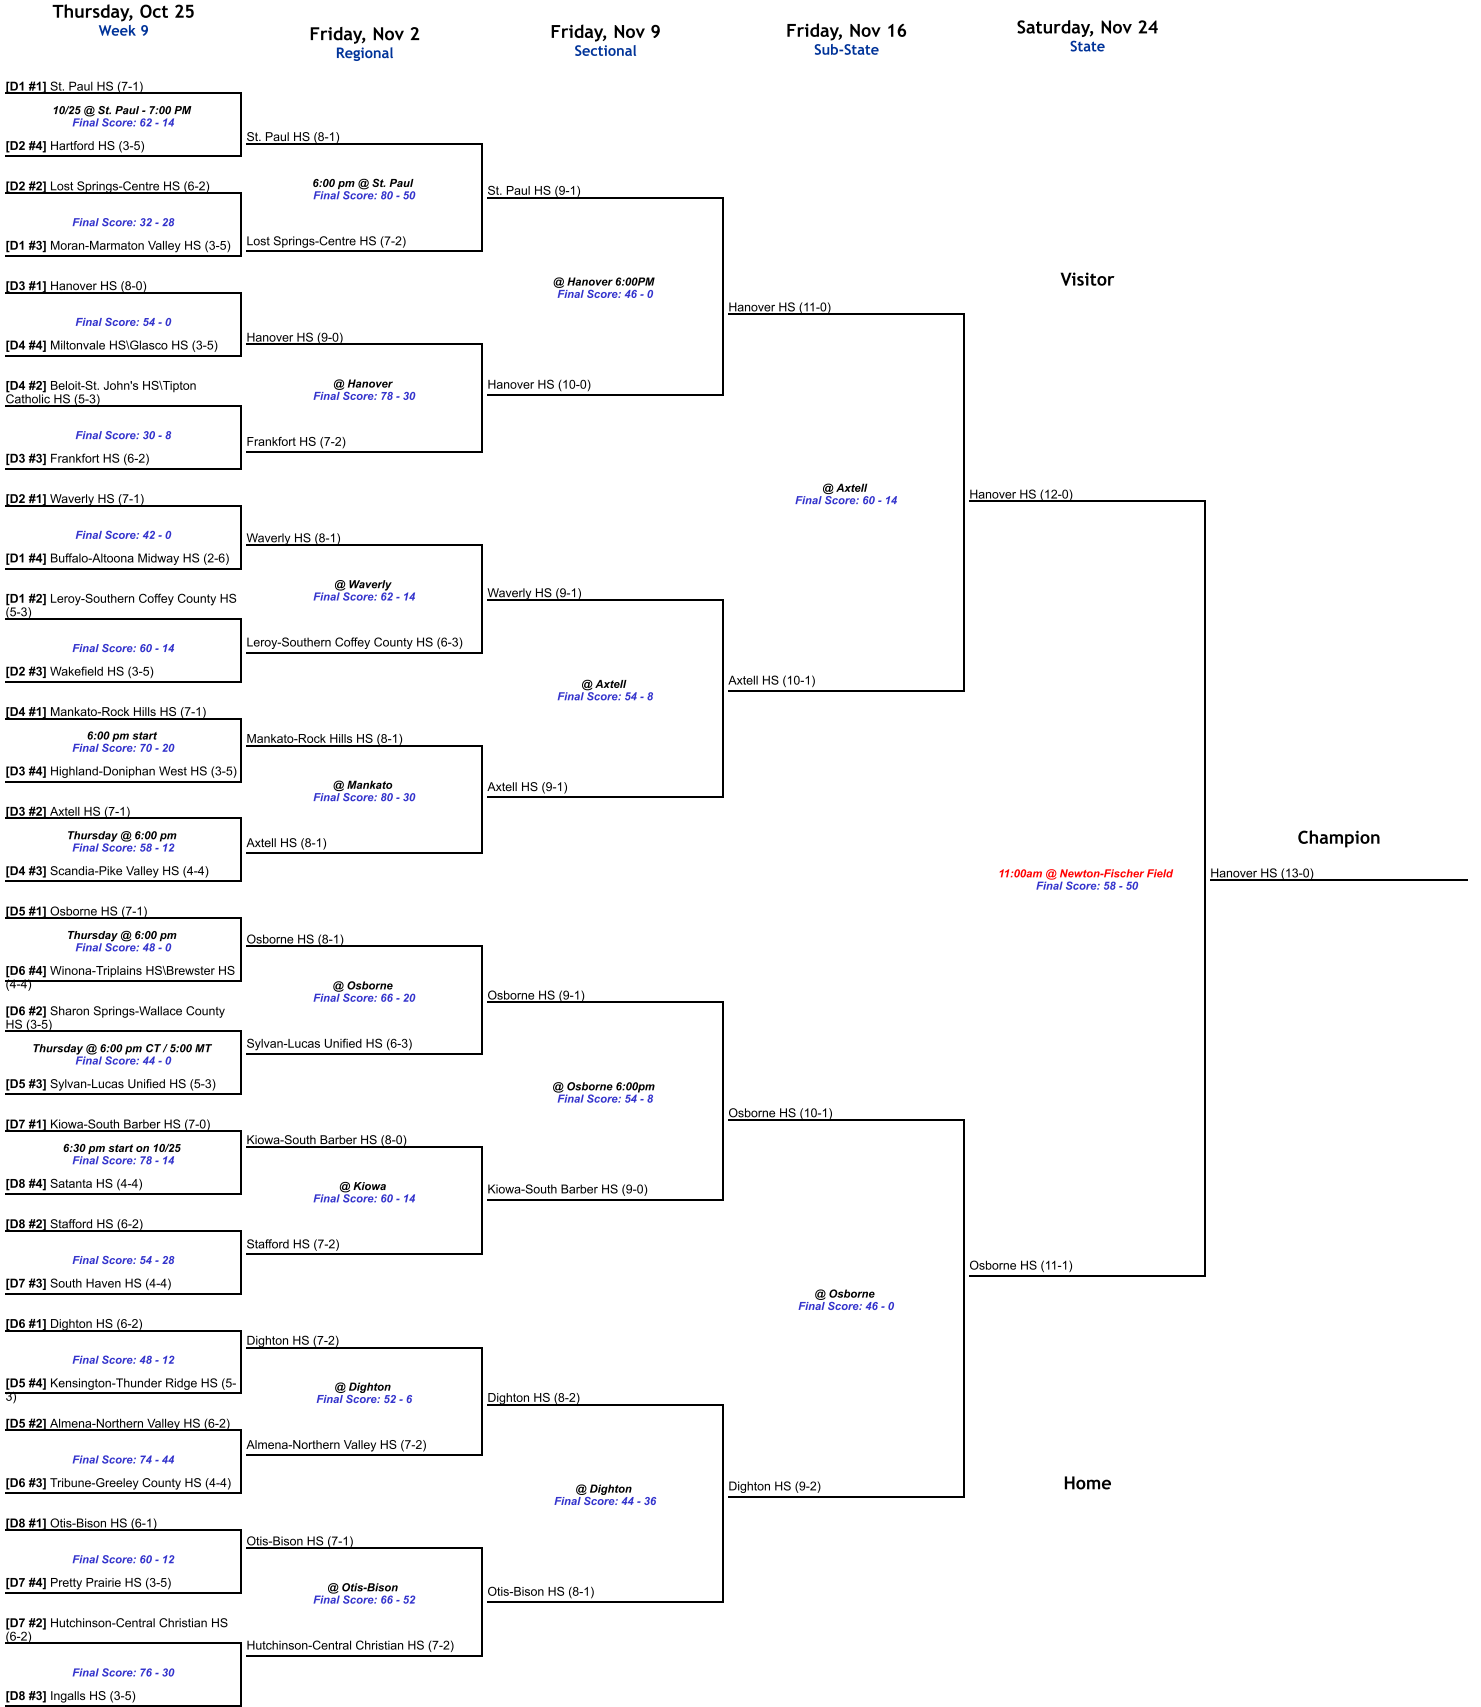 Thursday, Oct 25
Week 9
Friday, Nov 2
Regional
Friday, Nov 9
Sectional
Friday, Nov 16
Sub-State
Saturday, Nov 24
State
[D1 #1] St. Paul HS (7-1)
10/25 @ St. Paul - 7:00 PM
Final Score: 62 - 14
[D2 #4] Hartford HS (3-5)
[D2 #2] Lost Springs-Centre HS (6-2)
Final Score: 32 - 28
[D1 #3] Moran-Marmaton Valley HS (3-5)
[D3 #1] Hanover HS (8-0)
Final Score: 54 - 0
[D4 #4] Miltonvale HS\Glasco HS (3-5)
[D4 #2] Beloit-St. John's HS\Tipton
Catholic HS (5-3)
Final Score: 30 - 8
[D3 #3] Frankfort HS (6-2)
[D2 #1] Waverly HS (7-1)
Final Score: 42 - 0
[D1 #4] Buffalo-Altoona Midway HS (2-6)
[D1 #2] Leroy-Southern Coffey County HS
(5-3)
Final Score: 60 - 14
[D2 #3] Wakefield HS (3-5)
[D4 #1] Mankato-Rock Hills HS (7-1)
6:00 pm start
Final Score: 70 - 20
[D3 #4] Highland-Doniphan West HS (3-5)
[D3 #2] Axtell HS (7-1)
Thursday @ 6:00 pm
Final Score: 58 - 12
[D4 #3] Scandia-Pike Valley HS (4-4)
[D5 #1] Osborne HS (7-1)
Thursday @ 6:00 pm
Final Score: 48 - 0
[D6 #4] Winona-Triplains HS\Brewster HS
(4-4)
[D6 #2] Sharon Springs-Wallace County
HS (3-5)
Thursday @ 6:00 pm CT / 5:00 MT
Final Score: 44 - 0
[D5 #3] Sylvan-Lucas Unified HS (5-3)
[D7 #1] Kiowa-South Barber HS (7-0)
6:30 pm start on 10/25
Final Score: 78 - 14
[D8 #4] Satanta HS (4-4)
[D8 #2] Stafford HS (6-2)
Final Score: 54 - 28
[D7 #3] South Haven HS (4-4)
[D6 #1] Dighton HS (6-2)
Final Score: 48 - 12
[D5 #4] Kensington-Thunder Ridge HS (5-
3)
[D5 #2] Almena-Northern Valley HS (6-2)
Final Score: 74 - 44
[D6 #3] Tribune-Greeley County HS (4-4)
[D8 #1] Otis-Bison HS (6-1)
Final Score: 60 - 12
[D7 #4] Pretty Prairie HS (3-5)
[D7 #2] Hutchinson-Central Christian HS
(6-2)
Final Score: 76 - 30
[D8 #3] Ingalls HS (3-5)
St. Paul HS (8-1)
6:00 pm @ St. Paul
Final Score: 80 - 50
Lost Springs-Centre HS (7-2)
Hanover HS (9-0)
@ Hanover
Final Score: 78 - 30
Frankfort HS (7-2)
Waverly HS (8-1)
@ Waverly
Final Score: 62 - 14
Leroy-Southern Coffey County HS (6-3)
Mankato-Rock Hills HS (8-1)
@ Mankato
Final Score: 80 - 30
Axtell HS (8-1)
Osborne HS (8-1)
@ Osborne
Final Score: 66 - 20
Sylvan-Lucas Unified HS (6-3)
Kiowa-South Barber HS (8-0)
@ Kiowa
Final Score: 60 - 14
Stafford HS (7-2)
Dighton HS (7-2)
@ Dighton
Final Score: 52 - 6
Almena-Northern Valley HS (7-2)
Otis-Bison HS (7-1)
@ Otis-Bison
Final Score: 66 - 52
Hutchinson-Central Christian HS (7-2)
St. Paul HS (9-1)
@ Hanover 6:00PM
Final Score: 46 - 0
Hanover HS (10-0)
Waverly HS (9-1)
@ Axtell
Final Score: 54 - 8
Axtell HS (9-1)
Osborne HS (9-1)
@ Osborne 6:00pm
Final Score: 54 - 8
Kiowa-South Barber HS (9-0)
Dighton HS (8-2)
@ Dighton
Final Score: 44 - 36
Otis-Bison HS (8-1)
Hanover HS (11-0)
@ Axtell
Final Score: 60 - 14
Axtell HS (10-1)
Osborne HS (10-1)
@ Osborne
Final Score: 46 - 0
Dighton HS (9-2)
Visitor
Hanover HS (12-0)
11:00am @ Newton-Fischer Field
Final Score: 58 - 50
Osborne HS (11-1)
Home
Champion
Hanover HS (13-0)